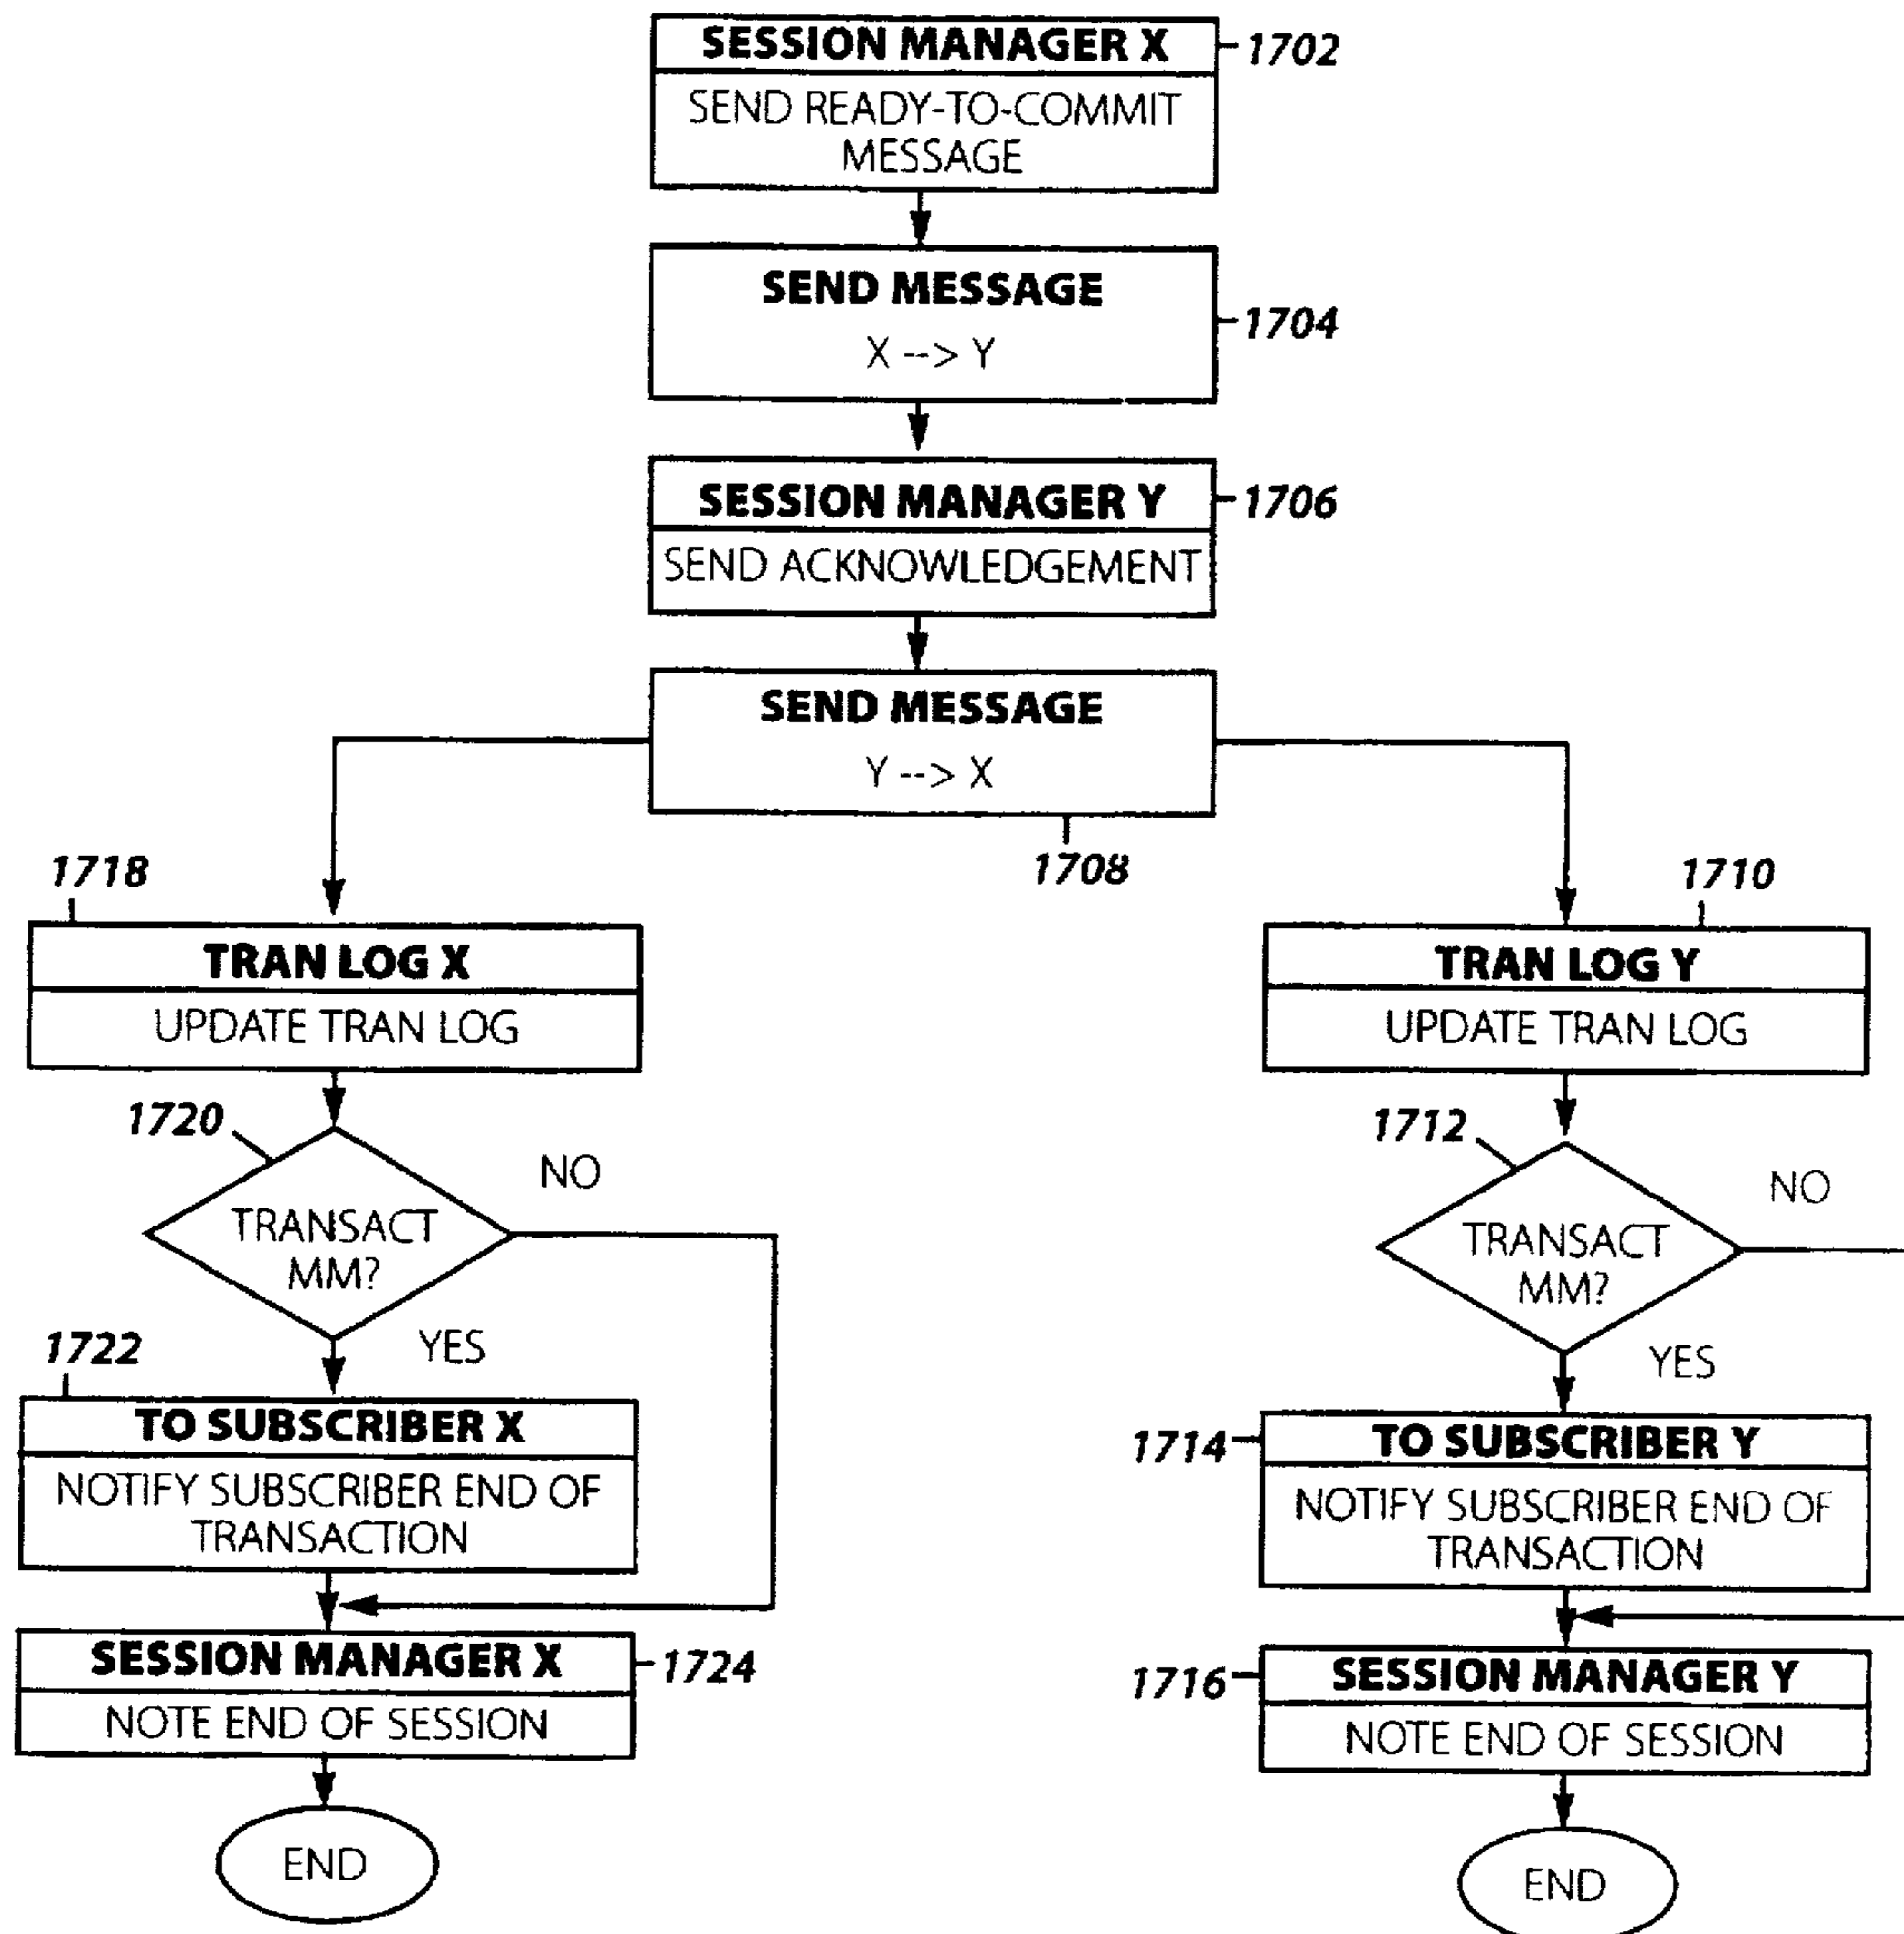 SESSION MANAGER X
1702
SEND READY-TO-COMMIT
MESSAGE
SEND MESSAGE
1704
X --> Y
SESSION MANAGER Y
1706
SEND ACKNOWLEDGEMENT
SEND MESSAGE
Y --> X
1708
1718
TRAN LOG X
UPDATE TRAN LOG
1720
NO
TRANSACT
MM?
YES
1722
TO SUBSCRIBER X
NOTIFY SUBSCRIBER END OF
TRANSACTION
SESSION MANAGER X
1724
NOTE END OF SESSION
END
1710
TRAN LOG Y
UPDATE TRAN LOG
1712
NO
TRANSACT
MM?
YES
1714
TO SUBSCRIBER Y
NOTIFY SUBSCRIBER END OF
TRANSACTION
1716
SESSION MANAGER Y
NOTE END OF SESSION
END